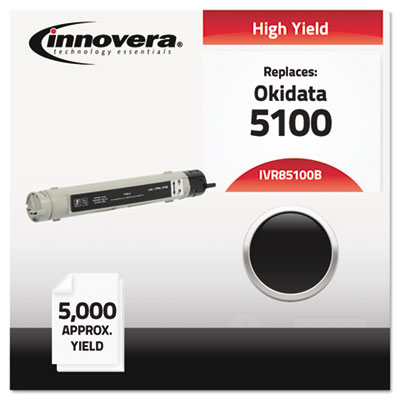 innovera®
technology essentials
High Yield
Replaces:
Okidata
5100
IVR85100B
5,000
APPROX.
YIELD